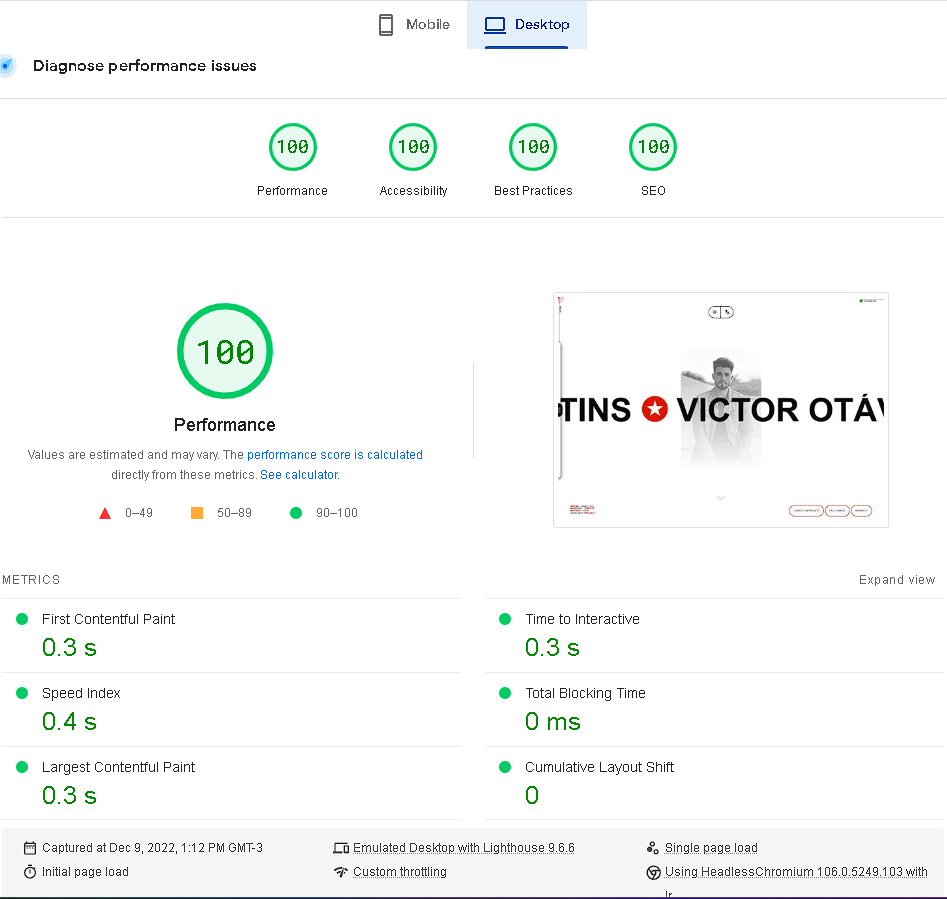 Mobile
Desktop
Diagnose performance issues
100
100
100
100
Performance
Accessibility
Best Practices
SEO
100
Performance
Values are estimated and may vary. The performance score is calculated
directly from these metrics. See calculator.
0–49
50–89
90–100
TINS VICTOR OTÁV
METRICS
Expand view
First Contentful Paint
0.3 s
Time to Interactive
0.3 s
Speed Index
0.4 s
Total Blocking Time
0 ms
Largest Contentful Paint
0.3 s
Cumulative Layout Shift
0
Captured at Dec 9, 2022, 1:12 PM GMT-3
Emulated Desktop with Lighthouse 9.6.6
Single page load
Initial page load
Custom throttling
Using HeadlessChromium 106.0.5249.103 with
lr